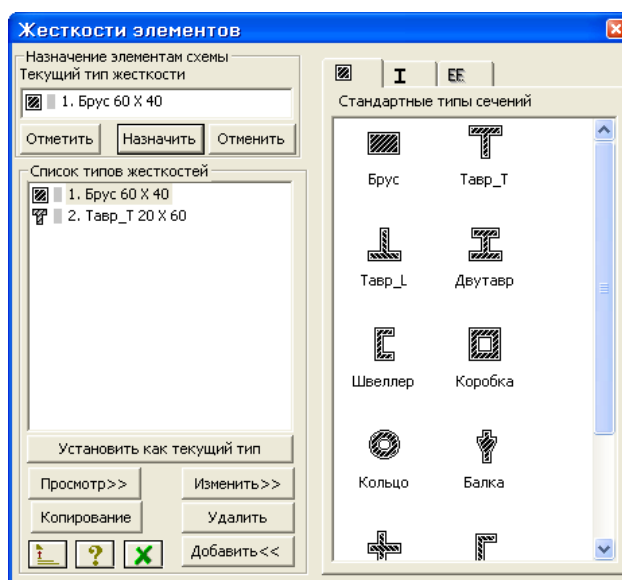 Жесткости элементов
Назначение элементам схемы
Текущий тип жесткости
1. Брус 60 X 40
Отметить Назначить Отменить
Список типов жесткостей
1. Брус 60 X 40
2. Тавр_Т 20 X 60
Установить как текущий тип
Просмотр>> Изменить>>
Копирование Удалить
Добавить<<
Стандартные типы сечений
Брус Тавр_Т
Тавр_L Двутавр
Швеллер Коробка
Кольцо Балка